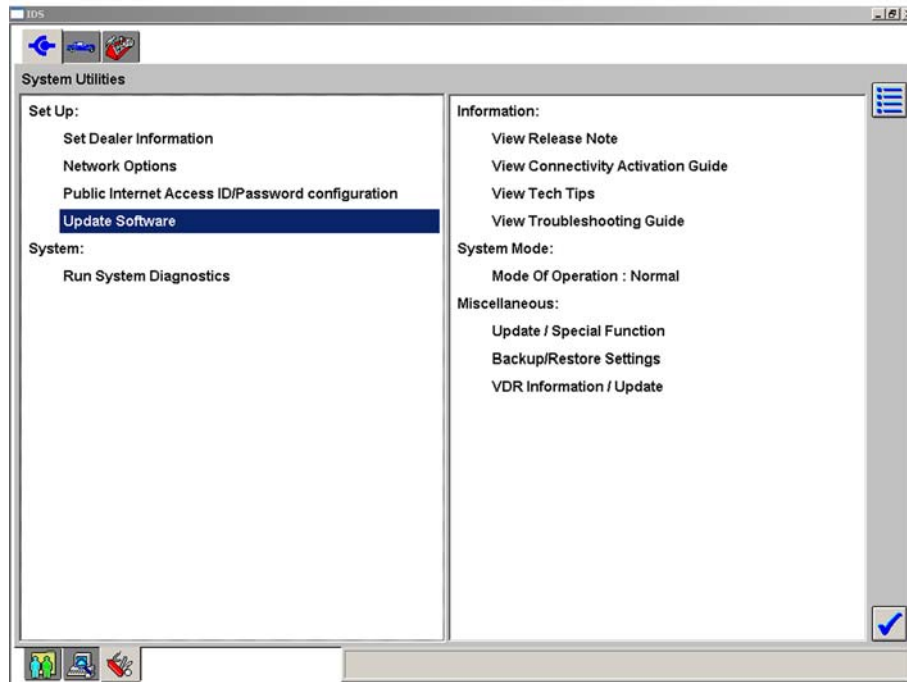 IDS
System Utilities
Set Up:
Set Dealer Information
Network Options
Public Internet Access ID/Password configuration
Update Software
System:
Run System Diagnostics
Information:
View Release Note
View Connectivity Activation Guide
View Tech Tips
View Troubleshooting Guide
System Mode:
Mode Of Operation : Normal
Miscellaneous:
Update / Special Function
Backup/Restore Settings
VDR Information / Update